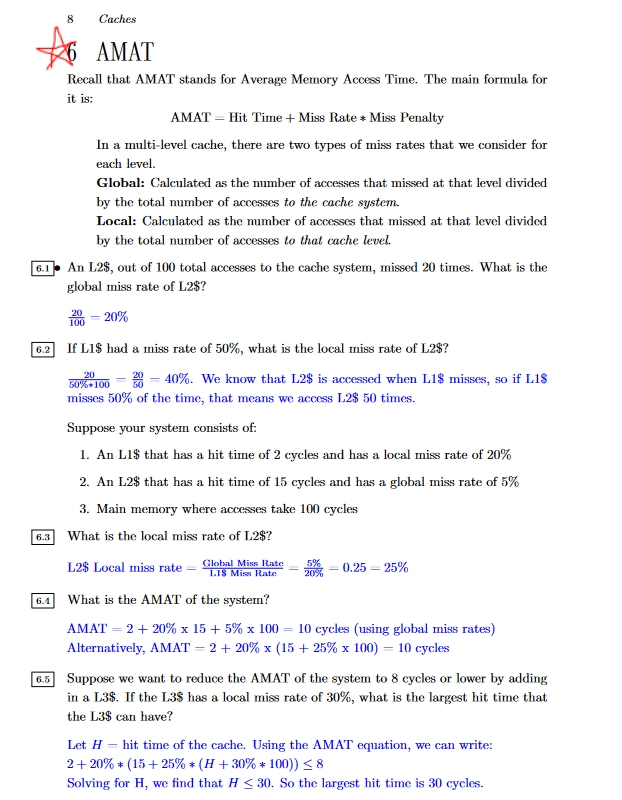 8 Caches
6 AMAT
Recall that AMAT stands for Average Memory Access Time. The main formula for
it is:
AMAT = Hit Time + Miss Rate ∗ Miss Penalty
In a multi-level cache, there are two types of miss rates that we consider for
each level.
Global: Calculated as the number of accesses that missed at that level divided
by the total number of accesses to the cache system.
Local: Calculated as the number of accesses that missed at that level divided
by the total number of accesses to that cache level.
6.1 • An L2$, out of 100 total accesses to the cache system, missed 20 times. What is the
global miss rate of L2$?
20/100 = 20%
6.2 If L1$ had a miss rate of 50%, what is the local miss rate of L2$?
20/50%∗100 = 20/50 = 40%. We know that L2$ is accessed when L1$ misses, so if L1$
misses 50% of the time, that means we access L2$ 50 times.
Suppose your system consists of:
1. An L1$ that has a hit time of 2 cycles and has a local miss rate of 20%
2. An L2$ that has a hit time of 15 cycles and has a global miss rate of 5%
3. Main memory where accesses take 100 cycles
6.3 What is the local miss rate of L2$?
L2$ Local miss rate = Global Miss Rate/L1$ Miss Rate = 5%/20% = 0.25 = 25%
6.4 What is the AMAT of the system?
AMAT = 2 + 20% x 15 + 5% x 100 = 10 cycles (using global miss rates)
Alternatively, AMAT = 2 + 20% x (15 + 25% x 100) = 10 cycles
6.5 Suppose we want to reduce the AMAT of the system to 8 cycles or lower by adding
in a L3$. If the L3$ has a local miss rate of 30%, what is the largest hit time that
the L3$ can have?
Let H = hit time of the cache. Using the AMAT equation, we can write:
2 + 20% ∗ (15 + 25% ∗ (H + 30% ∗ 100)) ≤ 8
Solving for H, we find that H ≤ 30. So the largest hit time is 30 cycles.